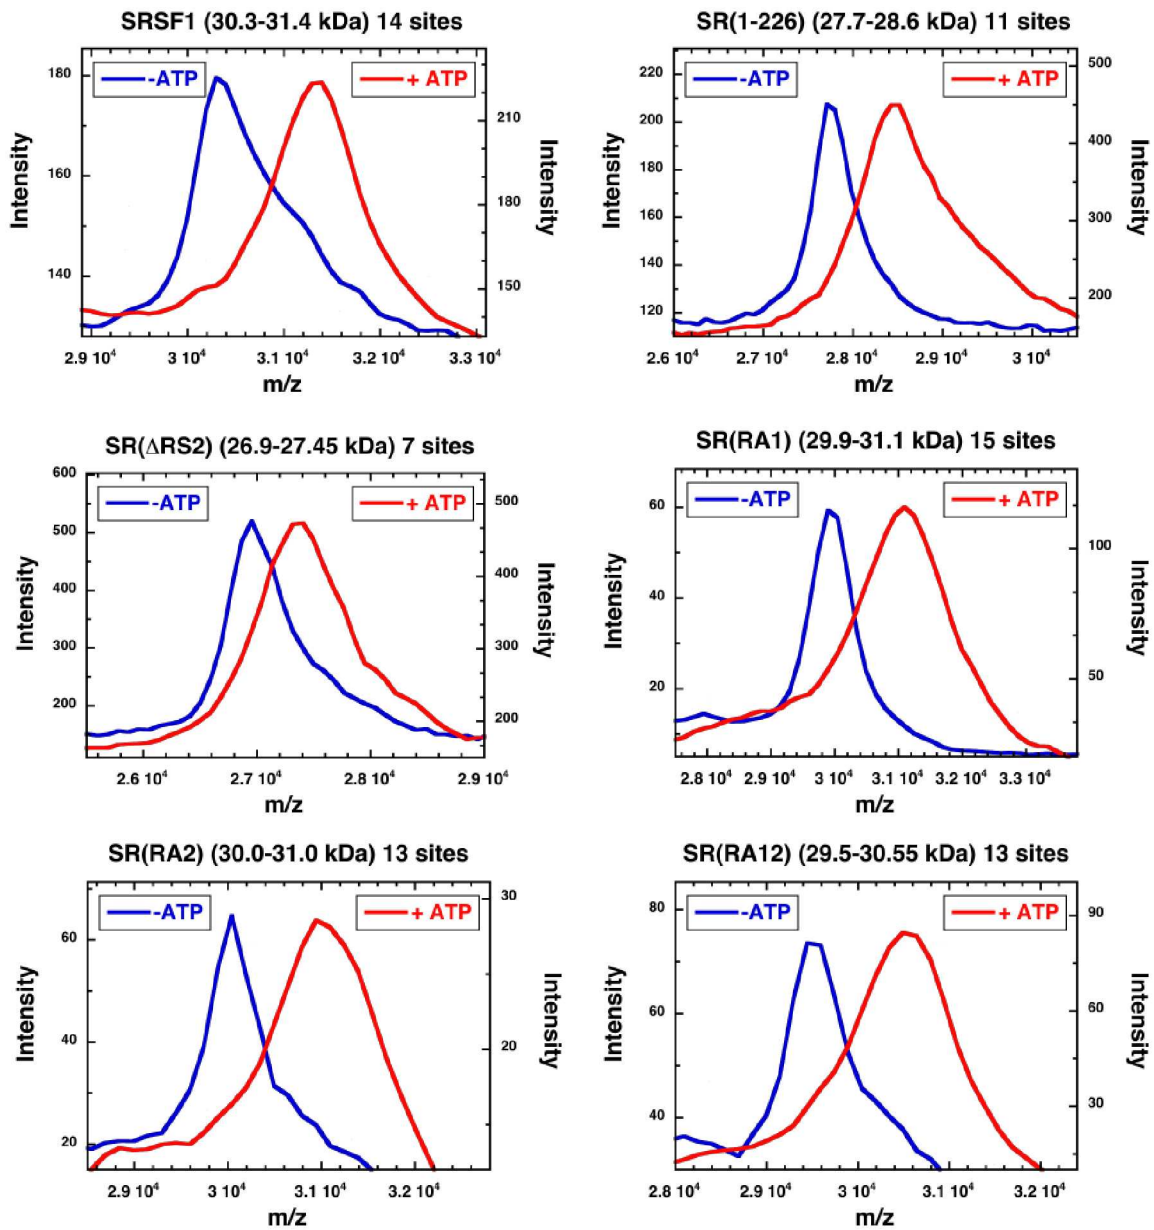 SRSF1 (30.3-31.4 kDa) 14 sites
-ATP
+ ATP
180
160
140
210
180
150
Intensity
Intensity
2.9 10⁴
3 10⁴
3.1 10⁴
3.2 10⁴
3.3 10⁴
m/z
SR(1-226) (27.7-28.6 kDa) 11 sites
-ATP
+ ATP
220
200
180
160
140
120
500
400
300
200
Intensity
Intensity
2.6 10⁴
2.7 10⁴
2.8 10⁴
2.9 10⁴
3 10⁴
m/z
SR(ΔRS2) (26.9-27.45 kDa) 7 sites
-ATP
+ ATP
600
500
400
300
200
500
400
300
200
Intensity
Intensity
2.6 10⁴
2.7 10⁴
2.8 10⁴
2.9 10⁴
m/z
SR(RA1) (29.9-31.1 kDa) 15 sites
-ATP
+ ATP
60
40
20
100
50
Intensity
Intensity
2.8 10⁴
2.9 10⁴
3 10⁴
3.1 10⁴
3.2 10⁴
3.3 10⁴
m/z
SR(RA2) (30.0-31.0 kDa) 13 sites
-ATP
+ ATP
60
40
20
30
20
Intensity
Intensity
2.9 10⁴
3 10⁴
3.1 10⁴
3.2 10⁴
m/z
SR(RA12) (29.5-30.55 kDa) 13 sites
-ATP
+ ATP
80
60
40
90
60
30
Intensity
Intensity
2.8 10⁴
2.9 10⁴
3 10⁴
3.1 10⁴
3.2 10⁴
m/z